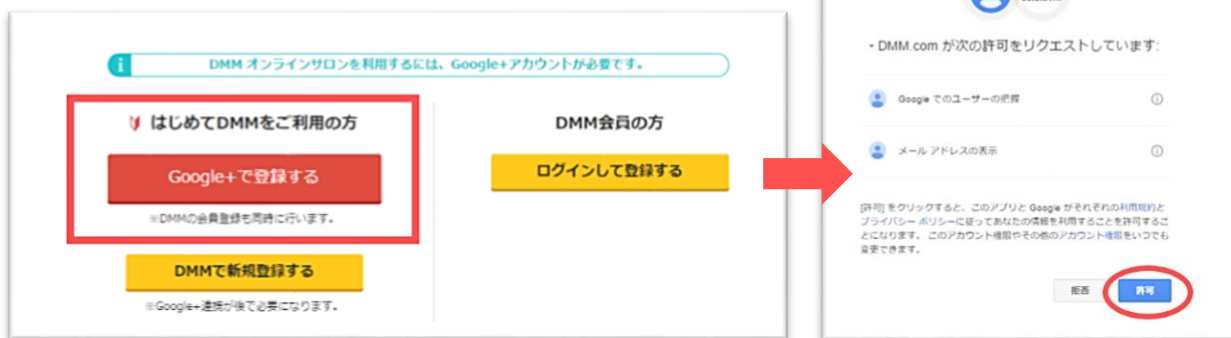 DMM オンラインサロンを利用するには、Google+アカウントが必要です。
はじめてDMMをご利用の方
Google+で登録する
※DMMの会員登録も同時に行います。
DMMで新規登録する
※Google+連携が後で必要になります。
DMM会員の方
ログインして登録する
- DMM.com が次の許可をリクエストしています:
Google でのユーザーの把握
メール アドレスの表示
[許可] をクリックすると、このアプリと Google がそれぞれの利用規約と
プライバシー ポリシーに従ってあなたの情報を利用することを許可するこ
とになります。 このアカウント権限やその他のアカウント権限をいつでも
変更できます。
拒否
許可